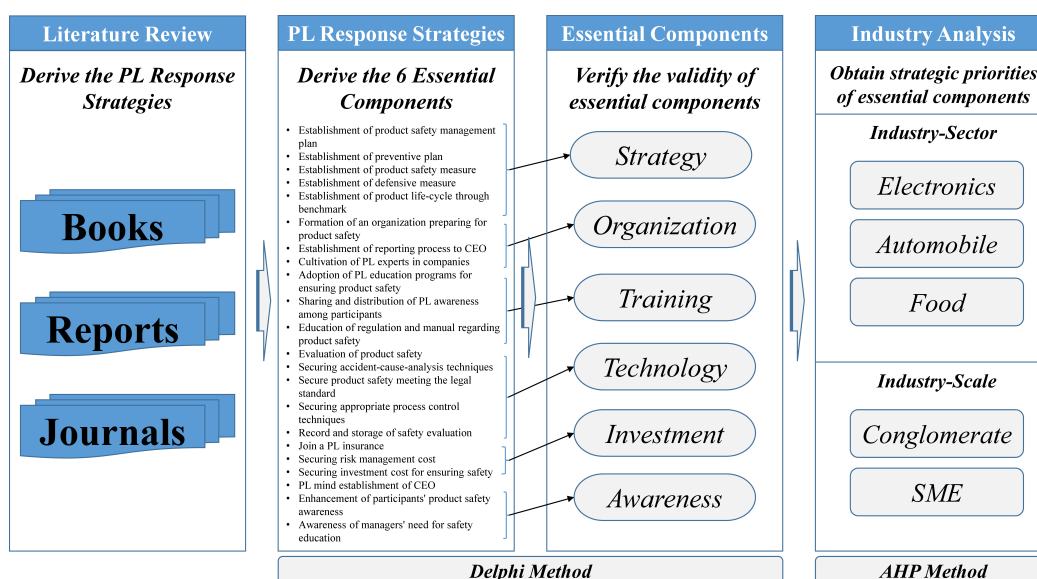 Literature Review
Derive the PL Response
Strategies
Books
Reports
Journals
PL Response Strategies
Derive the 6 Essential
Components
• Establishment of product safety management
plan
• Establishment of preventive plan
• Establishment of product safety measure
• Establishment of defensive measure
• Establishment of product life-cycle through
benchmark
• Formation of an organization preparing for
product safety
• Establishment of reporting process to CEO
• Cultivation of PL experts in companies
• Adoption of PL education programs for
ensuring product safety
• Sharing and distribution of PL awareness
among participants
• Education of regulation and manual regarding
product safety
• Evaluation of product safety
• Securing accident-cause-analysis techniques
• Secure product safety meeting the legal
standard
• Securing appropriate process control
techniques
• Record and storage of safety evaluation
• Join a PL insurance
• Securing risk management cost
• Securing investment cost for ensuring safety
• PL mind establishment of CEO
• Enhancement of participants' product safety
awareness
• Awareness of managers' need for safety
education
Essential Components
Verify the validity of
essential components
Strategy
Organization
Training
Technology
Investment
Awareness
Delphi Method
Industry Analysis
Obtain strategic priorities
of essential components
Industry-Sector
Electronics
Automobile
Food
Industry-Scale
Conglomerate
SME
AHP Method